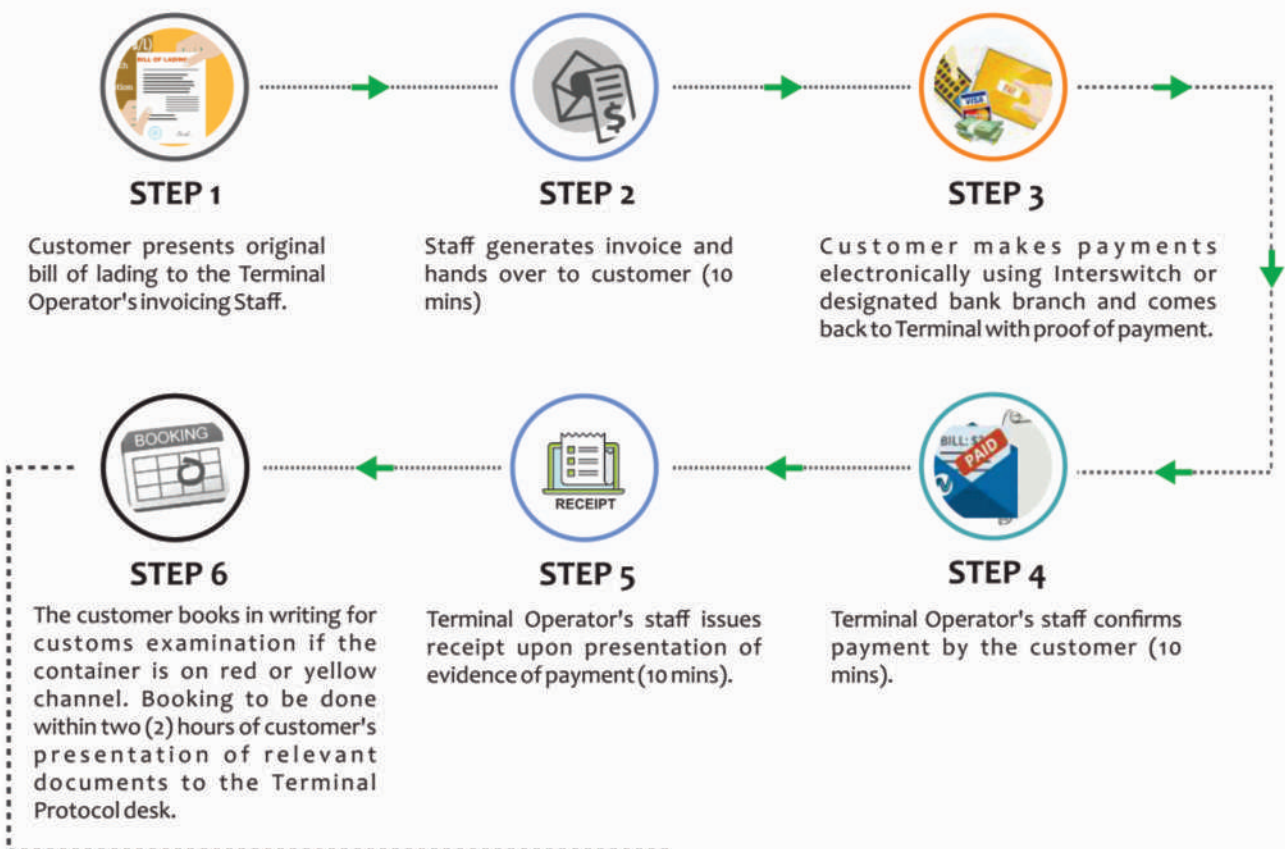 /L)
BILL OF LADING
$
PAY
VISA
STEP 1
STEP 2
STEP 3
Customer presents original
bill of lading to the Terminal
Operator's invoicing Staff.
Staff generates invoice and
hands over to customer (10
mins)
Customer makes payments
electronically using Interswitch or
designated bank branch and comes
back to Terminal with proof of payment.
BOOKING
RECEIPT
BILL: $
PAID
STEP 6
STEP 5
STEP 4
The customer books in writing for
customs examination if the
container is on red or yellow
channel. Booking to be done
within two (2) hours of customer's
presentation of relevant
documents to the Terminal
Protocol desk.
Terminal Operator's staff issues
receipt upon presentation of
evidence of payment (10 mins).
Terminal Operator's staff confirms
payment by the customer (10
mins).